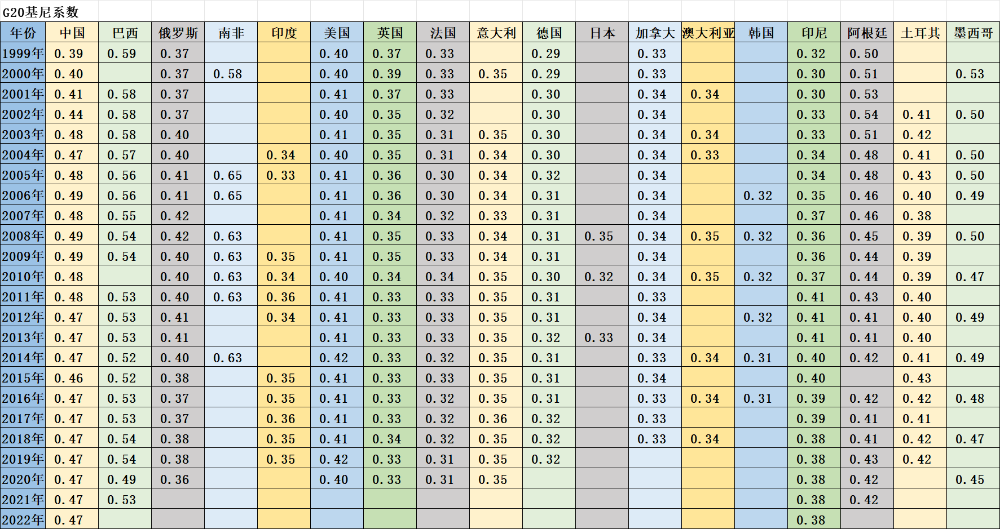 G20基尼系数
年份 中国 巴西 俄罗斯 南非 印度 美国 英国 法国 意大利 德国 日本 加拿大 澳大利亚 韩国 印尼 阿根廷 土耳其 墨西哥
1999年 0.39 0.59 0.37 0.40 0.37 0.33 0.29 0.33 0.32 0.50
2000年 0.40 0.37 0.58 0.40 0.39 0.33 0.35 0.29 0.33 0.30 0.51 0.53
2001年 0.41 0.58 0.37 0.41 0.37 0.33 0.30 0.34 0.34 0.30 0.53
2002年 0.44 0.58 0.37 0.40 0.35 0.32 0.30 0.34 0.33 0.54 0.41 0.50
2003年 0.48 0.58 0.40 0.41 0.35 0.31 0.35 0.30 0.34 0.34 0.33 0.51 0.42
2004年 0.47 0.57 0.40 0.34 0.40 0.35 0.31 0.34 0.30 0.34 0.33 0.34 0.48 0.41 0.50
2005年 0.48 0.56 0.41 0.65 0.33 0.41 0.36 0.30 0.34 0.32 0.34 0.34 0.48 0.43 0.50
2006年 0.49 0.56 0.41 0.65 0.41 0.36 0.30 0.34 0.31 0.34 0.32 0.35 0.46 0.40 0.49
2007年 0.48 0.55 0.42 0.41 0.34 0.32 0.33 0.31 0.34 0.37 0.46 0.38
2008年 0.49 0.54 0.42 0.63 0.41 0.35 0.33 0.34 0.31 0.35 0.34 0.35 0.32 0.36 0.45 0.39 0.50
2009年 0.49 0.54 0.40 0.63 0.35 0.41 0.35 0.33 0.34 0.31 0.34 0.36 0.44 0.39
2010年 0.48 0.40 0.63 0.34 0.40 0.34 0.34 0.35 0.30 0.32 0.34 0.35 0.32 0.37 0.44 0.39 0.47
2011年 0.48 0.53 0.40 0.63 0.36 0.41 0.33 0.33 0.35 0.31 0.33 0.41 0.43 0.40
2012年 0.47 0.53 0.41 0.34 0.41 0.33 0.33 0.35 0.31 0.34 0.32 0.41 0.41 0.40 0.49
2013年 0.47 0.53 0.41 0.41 0.33 0.33 0.35 0.32 0.33 0.34 0.41 0.41 0.40
2014年 0.47 0.52 0.40 0.63 0.42 0.33 0.32 0.35 0.31 0.33 0.34 0.31 0.40 0.42 0.41 0.49
2015年 0.46 0.52 0.38 0.35 0.41 0.33 0.33 0.35 0.31 0.34 0.40 0.43
2016年 0.47 0.53 0.37 0.35 0.41 0.33 0.32 0.35 0.31 0.33 0.34 0.31 0.39 0.42 0.42 0.48
2017年 0.47 0.53 0.37 0.36 0.41 0.33 0.32 0.36 0.32 0.33 0.39 0.41 0.41
2018年 0.47 0.54 0.38 0.35 0.41 0.34 0.32 0.35 0.32 0.33 0.34 0.38 0.41 0.42 0.47
2019年 0.47 0.54 0.38 0.35 0.42 0.33 0.31 0.35 0.32 0.38 0.43 0.42
2020年 0.47 0.49 0.36 0.40 0.33 0.31 0.35 0.38 0.42 0.45
2021年 0.47 0.53 0.38 0.42
2022年 0.47 0.38